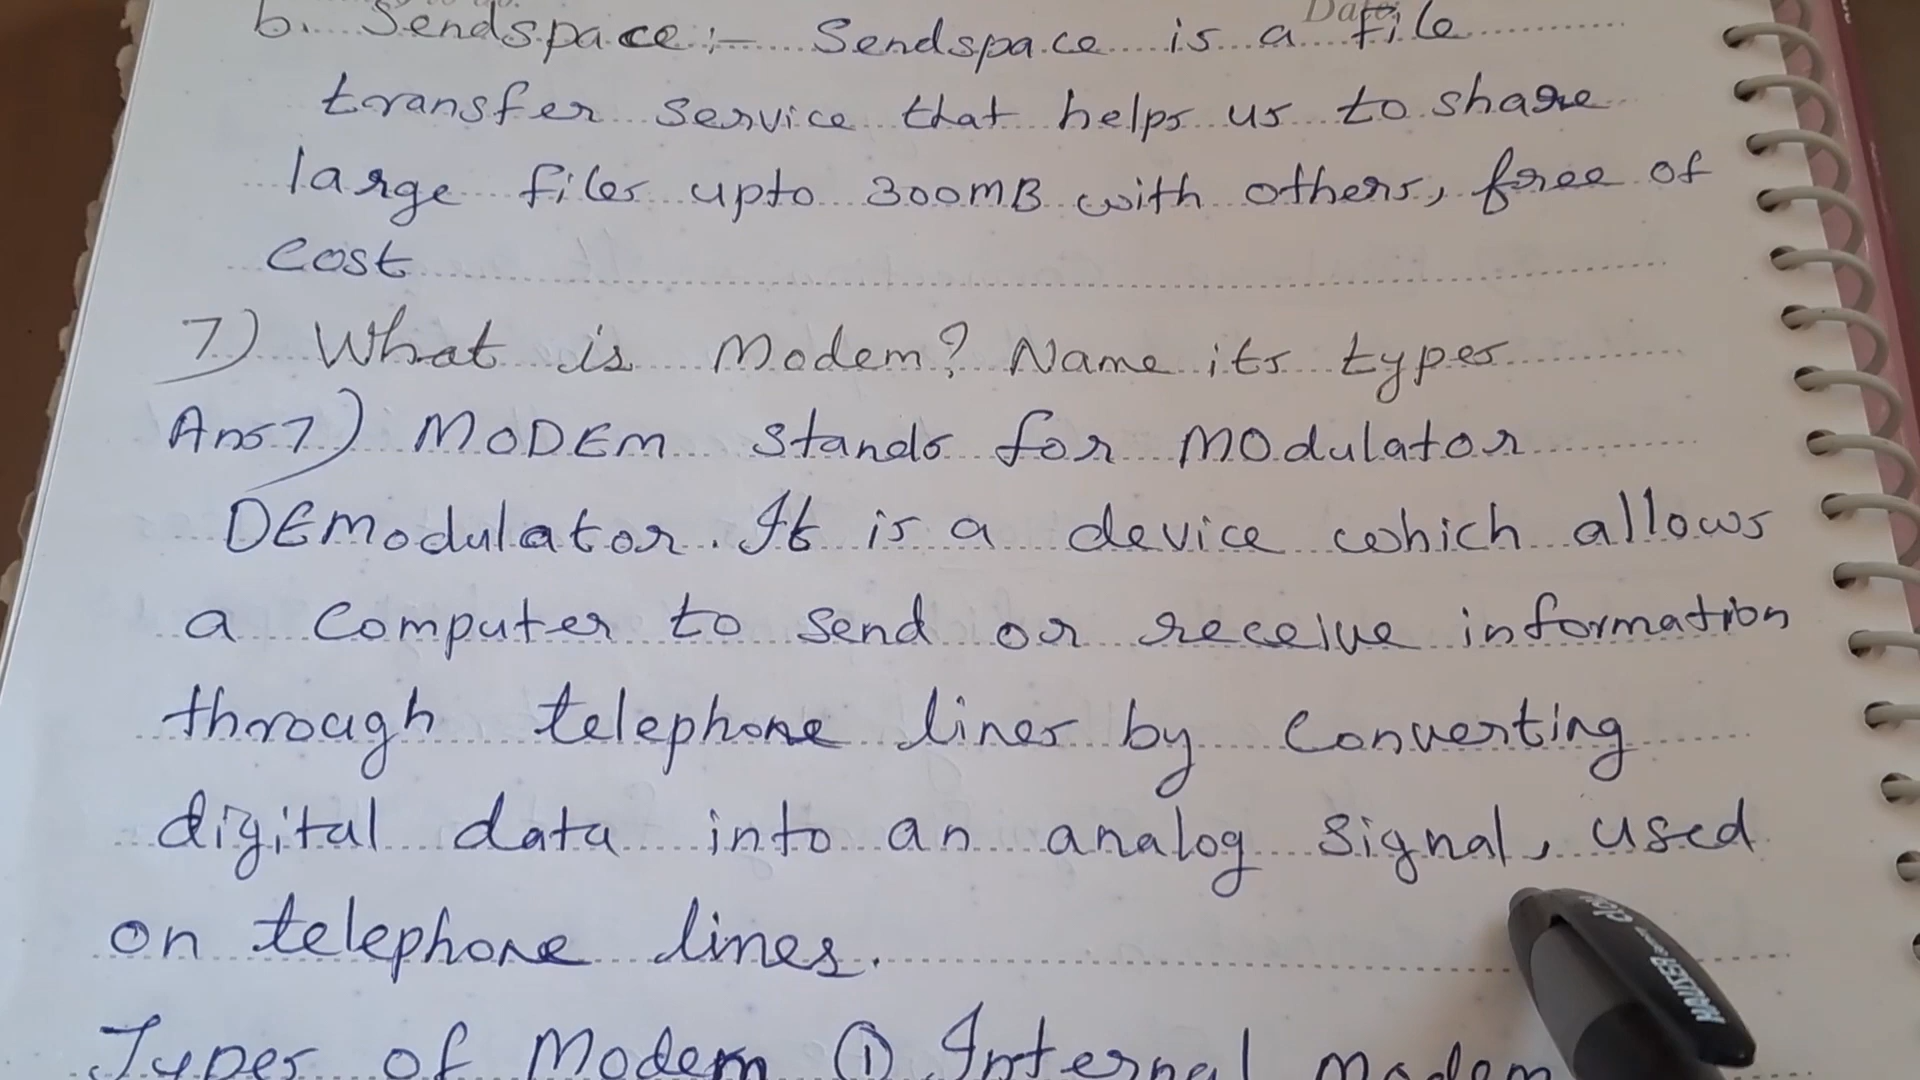 Date:
b. Sendspace :- Sendspace is a file
transfer service that helps us to share
large files upto 300MB with others, free of
cost
7) What is Modem? Name its types
Ans7) MODEM stands for MODulator
DEModulator. It is a device which allows
a computer to send or receive information
through telephone lines by converting
digital data into an analog signal, used
on telephone lines.
Types of Modem ① Internal modem
HAUSER